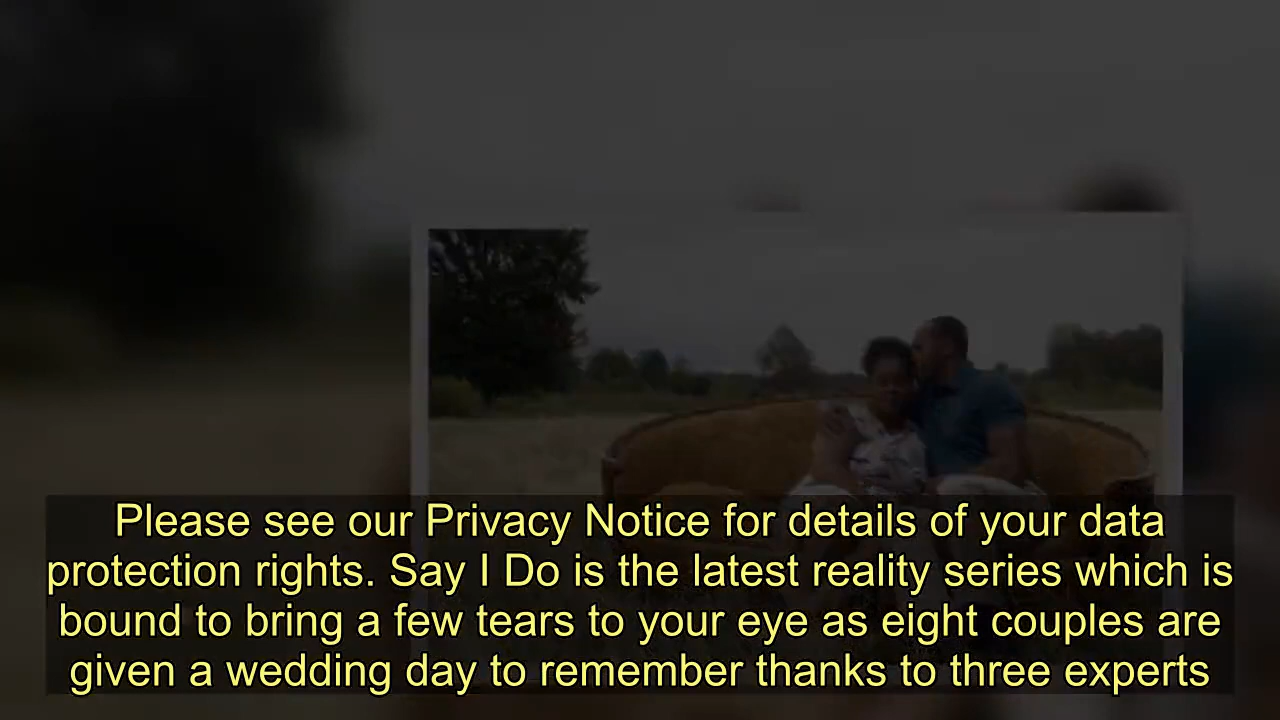 Please see our Privacy Notice for details of your data
protection rights. Say I Do is the latest reality series which is
bound to bring a few tears to your eye as eight couples are
given a wedding day to remember thanks to three experts